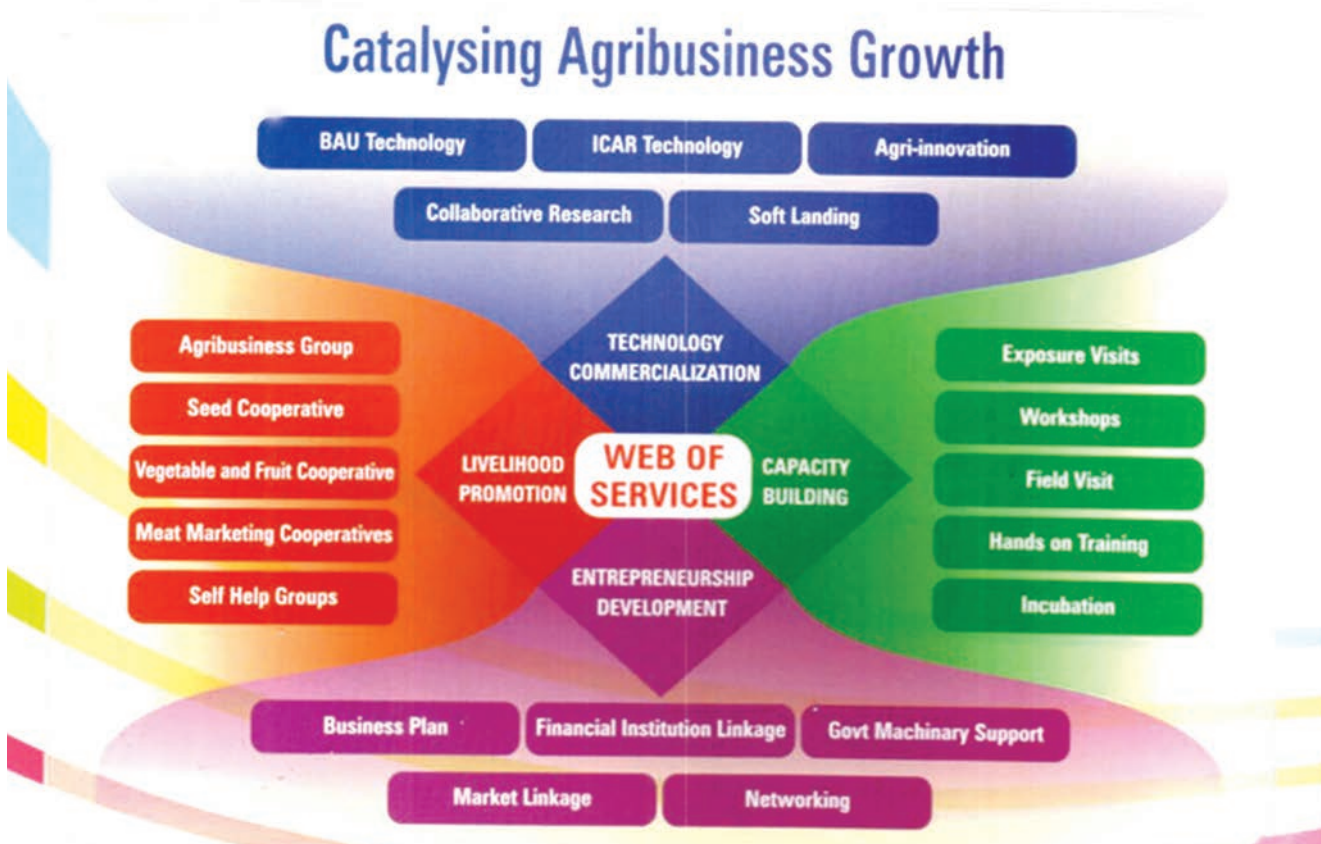 Catalysing Agribusiness Growth
BAU Technology
ICAR Technology
Agri-innovation
Collaborative Research
Soft Landing
TECHNOLOGY
COMMERCIALIZATION
Agribusiness Group
Seed Cooperative
Vegetable and Fruit Cooperative
Meat Marketing Cooperatives
Self Help Groups
LIVELIHOOD
PROMOTION
WEB OF
SERVICES
CAPACITY
BUILDING
Exposure Visits
Workshops
Field Visit
Hands on Training
Incubation
ENTREPRENEURSHIP
DEVELOPMENT
Business Plan
Financial Institution Linkage
Govt Machinary Support
Market Linkage
Networking